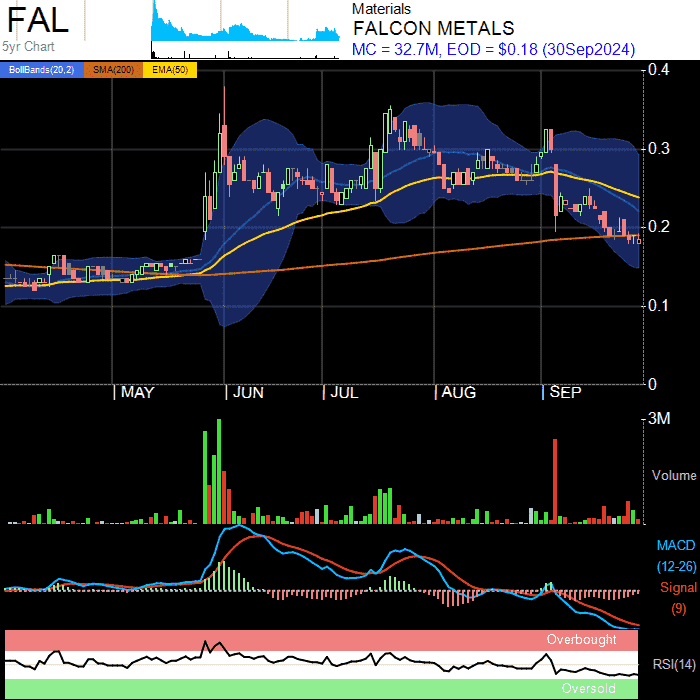 FAL
5yr Chart
Materials
FALCON METALS
MC = 32.7M, EOD = $0.18 (30Sep2024)
BollBands(20,2) SMA(200) EMA(50)
0.4
0.3
0.2
0.1
0
MAY JUN JUL AUG SEP
3M
Volume
MACD
(12-26)
Signal
(9)
Overbought
RSI(14)
Oversold